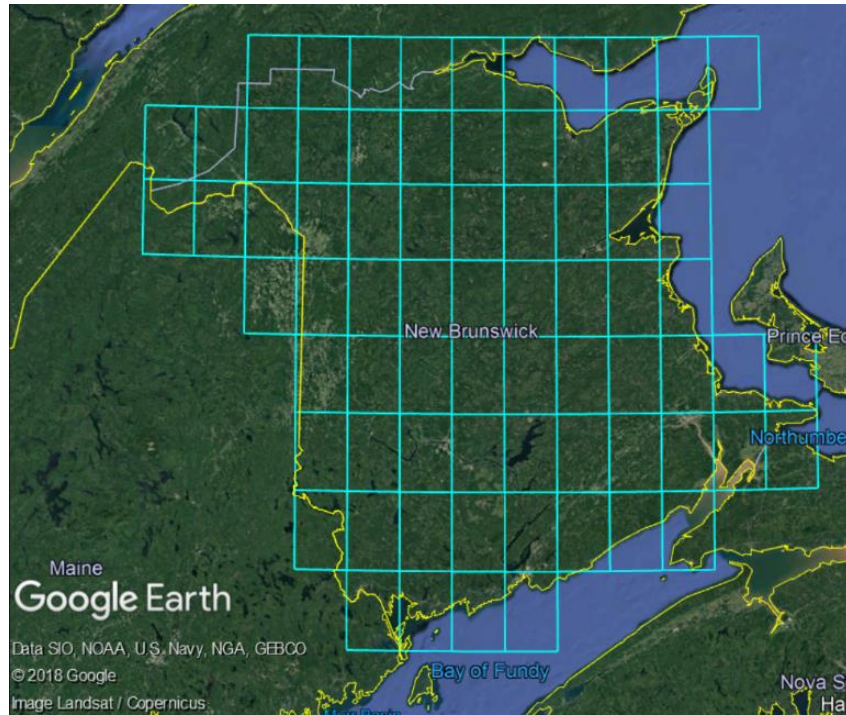 New Brunswick
Prince Ed
Northumbe
Maine
Google Earth
Data SIO, NOAA, U.S. Navy, NGA, GEBCO
© 2018 Google
Image Landsat / Copernicus
Bay of Fundy
Nova S
Ha